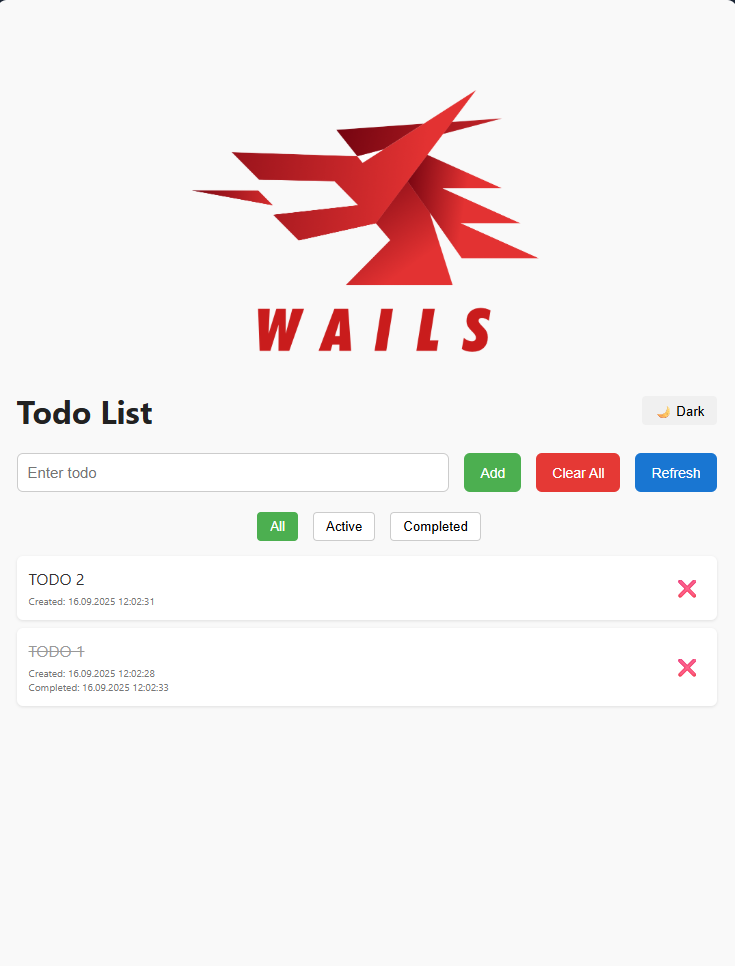 WAILS
Todo List
🌛 Dark
Enter todo
Add
Clear All
Refresh
All
Active
Completed
TODO 2
Created: 16.09.2025 12:02:31
TODO 1
Created: 16.09.2025 12:02:28
Completed: 16.09.2025 12:02:33